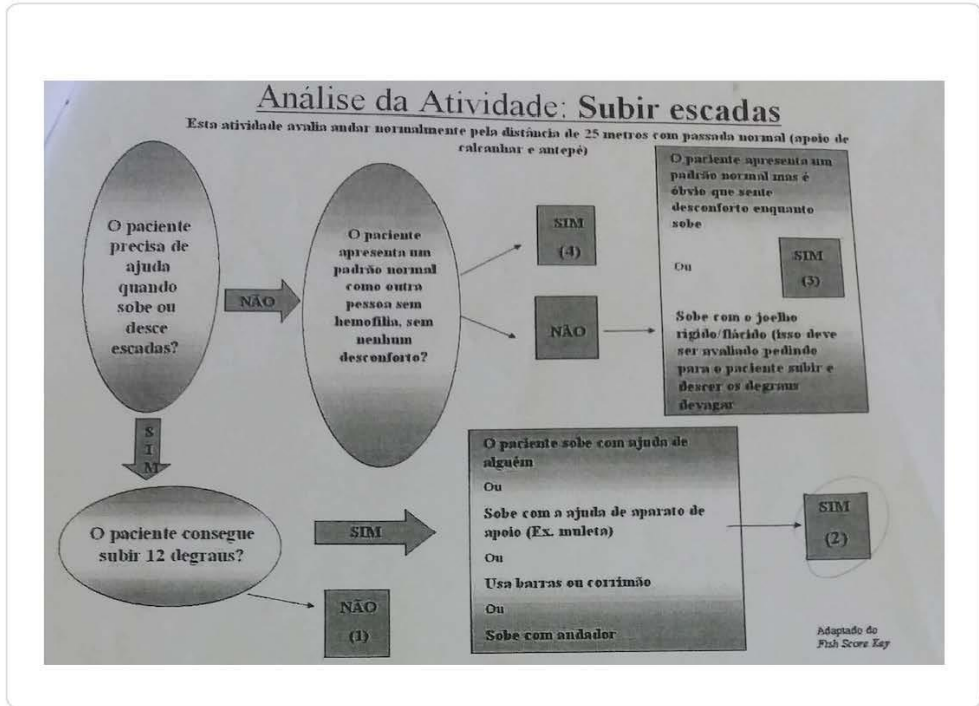 Análise da Atividade: Subir escadas
Esta atividade avalia andar normalmente pela distância de 25 metros com passada normal (apoio de
calcanhar e antepé)
O paciente
precisa de
ajuda
quando
sobe ou
desce
escadas?
NÃO
O paciente
apresenta um
padrão normal
como outra
pessoa sem
hemofilia, sem
nenhum
desconforto?
SIM
(4)
NÃO
O paciente apresenta um
padrão normal mas é
óbvio que sente
desconforto enquanto
sobe
Ou
SIM
(3)
Sobe com o joelho
rígido/flácido (isso deve
ser avaliado pedindo
para o paciente subir e
descer os degraus
devagar
S
I
M
O paciente consegue
subir 12 degraus?
SIM
NÃO
(1)
O paciente sobe com ajuda de
alguém
Ou
Sobe com a ajuda de aparato de
apoio (Ex. muleta)
Ou
Usa barras ou corrimão
Ou
Sobe com andador
SIM
(2)
Adaptado do
Fish Score Key